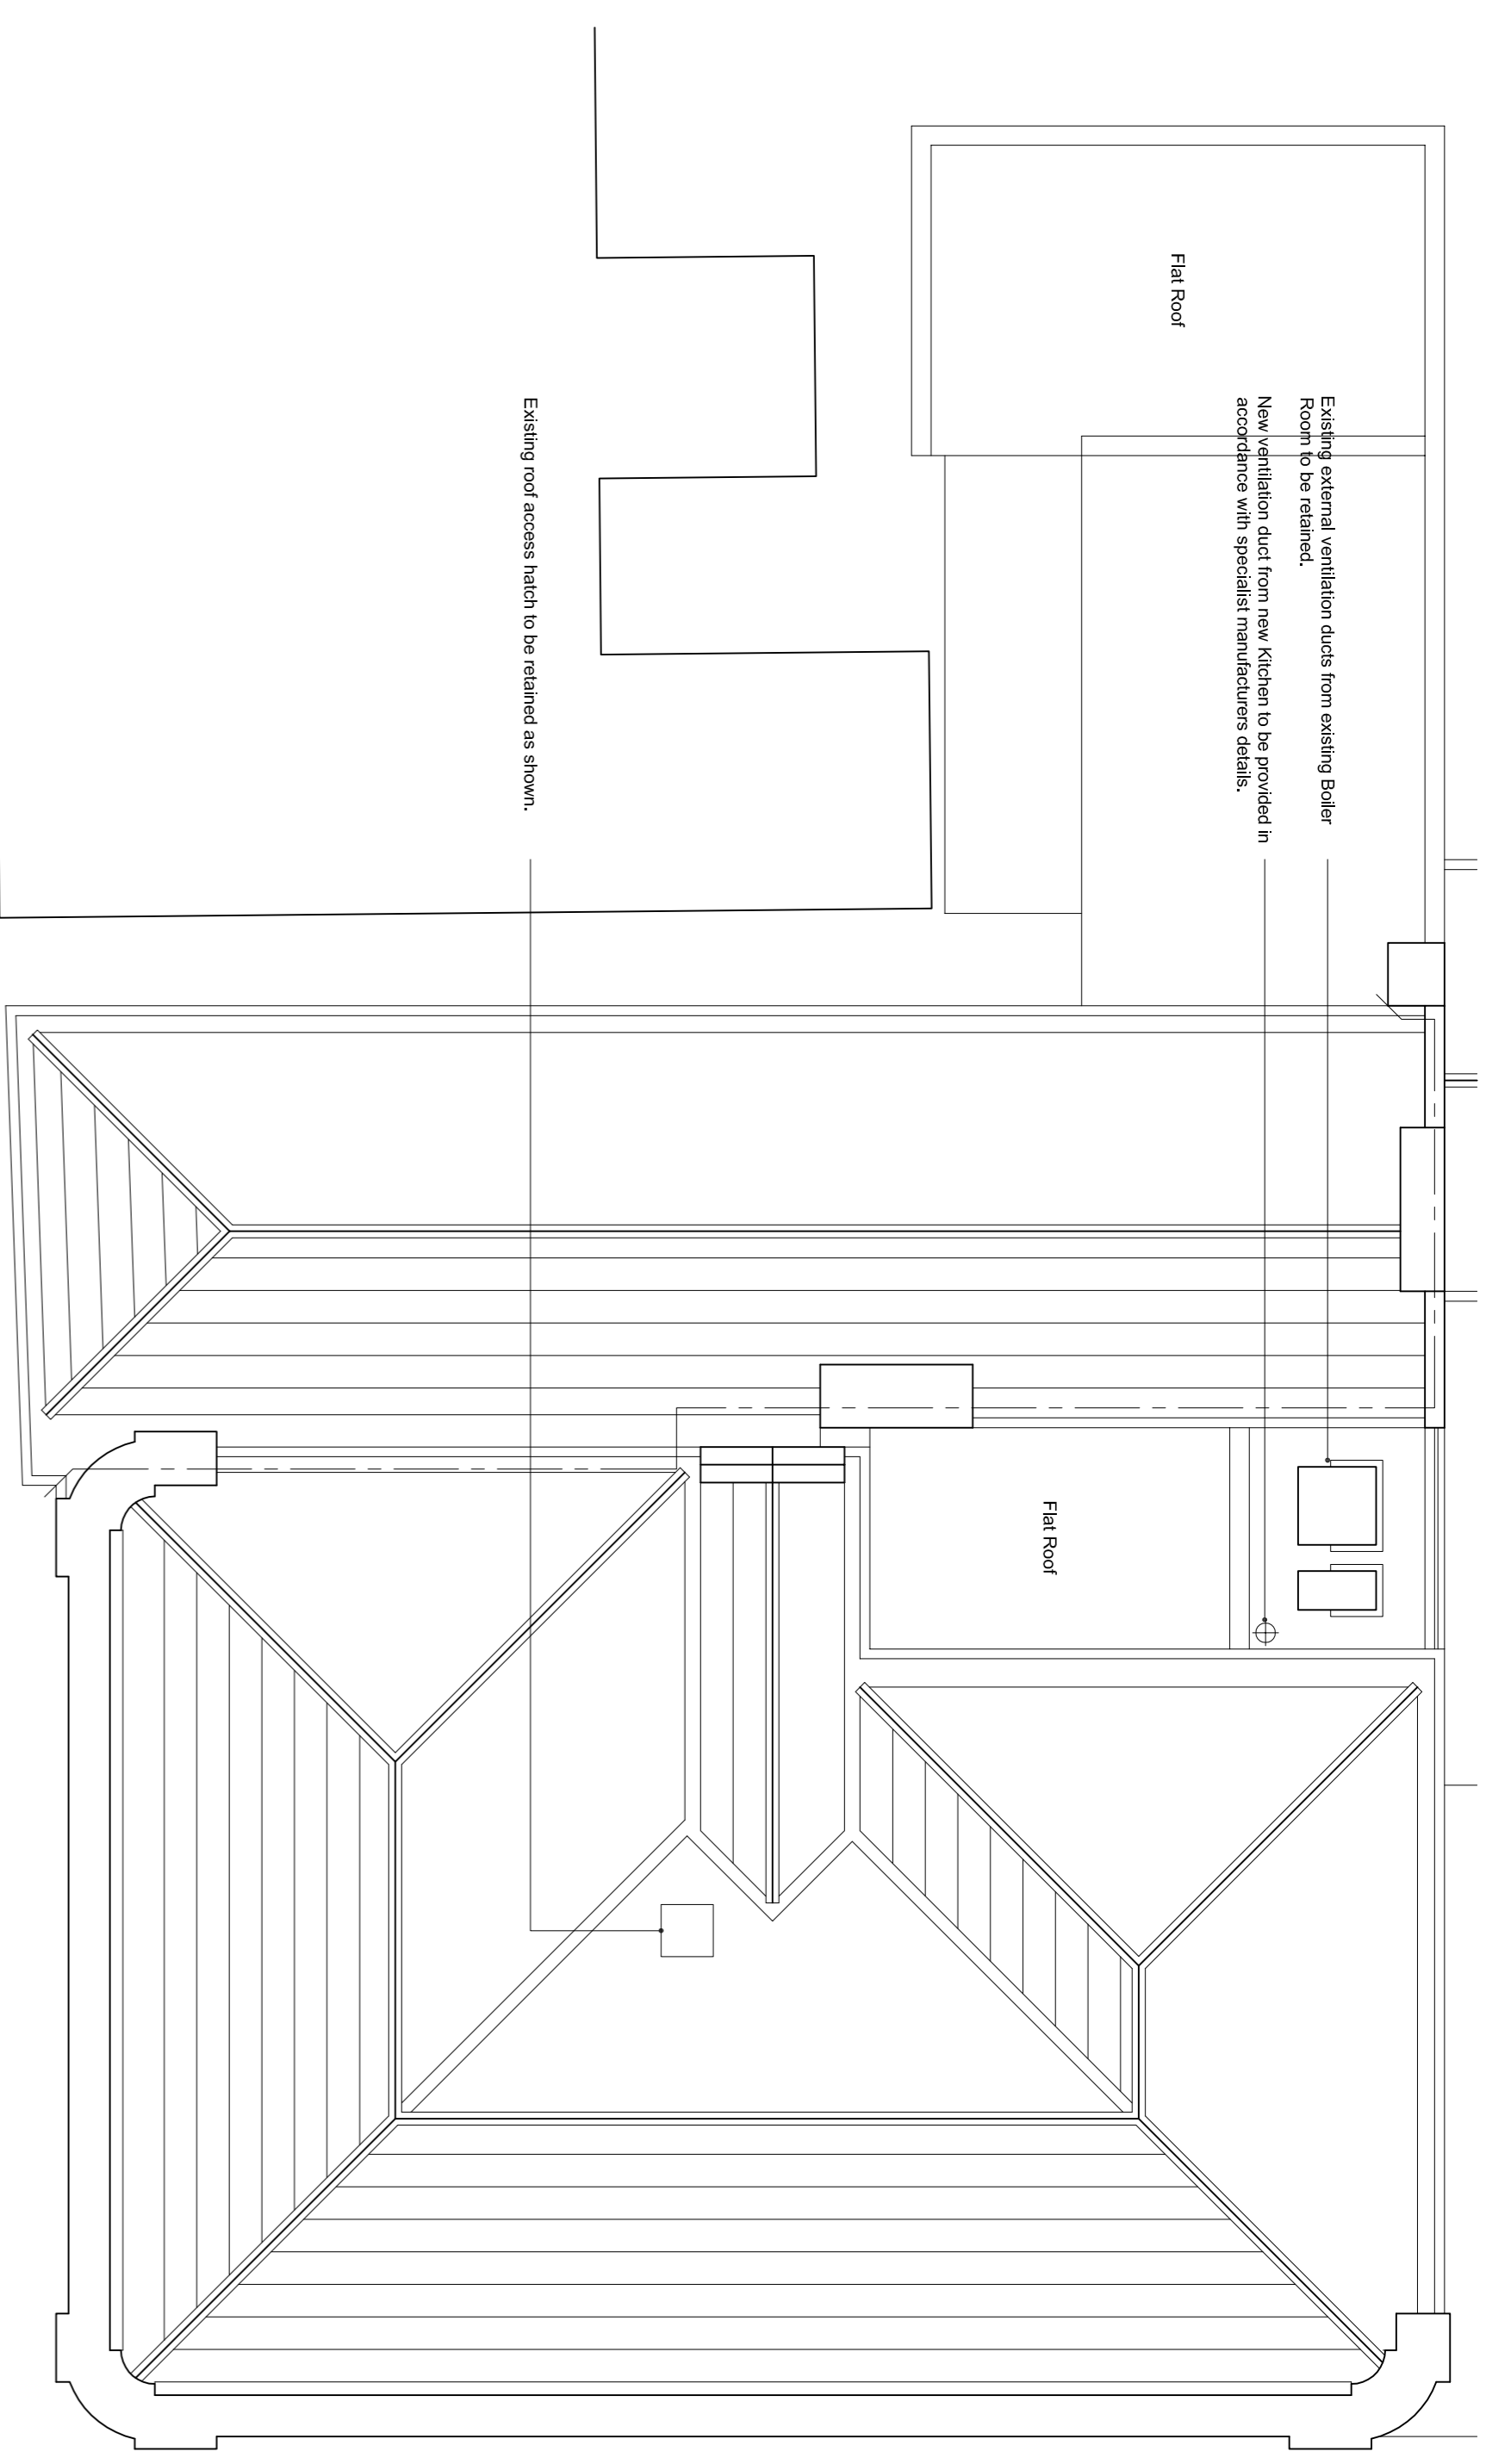 Flat Roof
Existing external ventilation ducts from existing Boiler
Room to be retained.
New ventilation duct from new Kitchen to be provided in
accordance with specialist manufacturers details.
Existing roof access hatch to be retained as shown.
Flat Roof